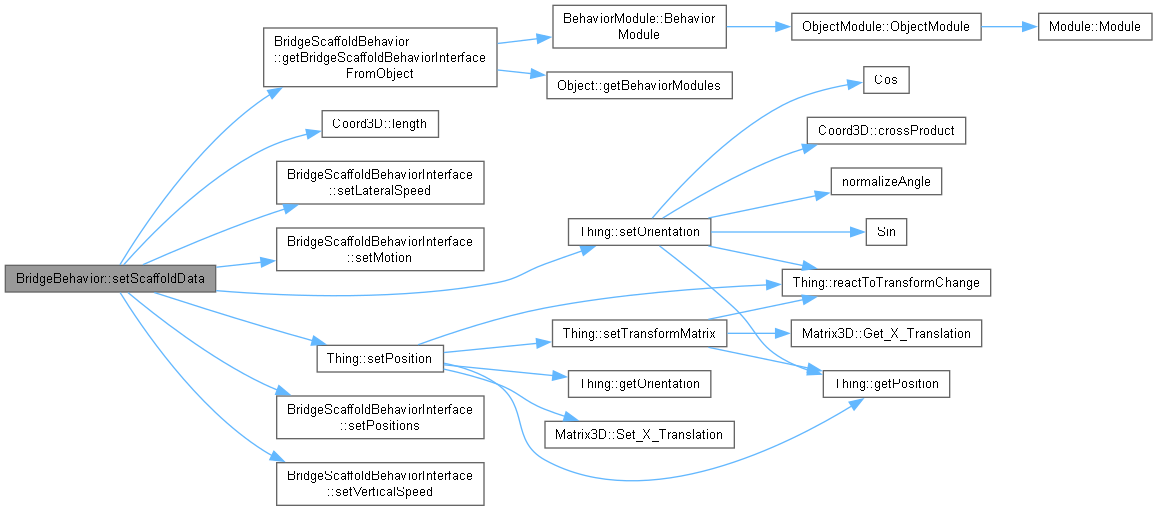 BridgeBehavior::setScaffoldData
BridgeScaffoldBehavior
::getBridgeScaffoldBehaviorInterface
FromObject
Coord3D::length
BridgeScaffoldBehaviorInterface
::setLateralSpeed
BridgeScaffoldBehaviorInterface
::setMotion
Thing::setPosition
BridgeScaffoldBehaviorInterface
::setPositions
BridgeScaffoldBehaviorInterface
::setVerticalSpeed
BehaviorModule::Behavior
Module
Object::getBehaviorModules
Thing::setOrientation
Thing::setTransformMatrix
Thing::getOrientation
Matrix3D::Set_X_Translation
ObjectModule::ObjectModule
Cos
Coord3D::crossProduct
normalizeAngle
Sin
Thing::reactToTransformChange
Matrix3D::Get_X_Translation
Thing::getPosition
Module::Module